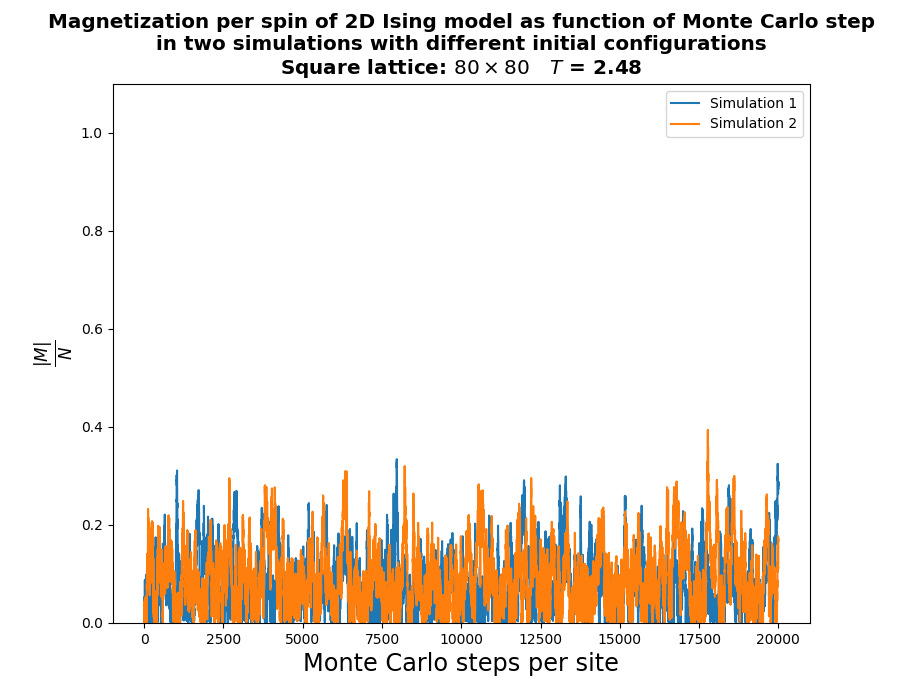 Magnetization per spin of 2D Ising model as function of Monte Carlo step
in two simulations with different initial configurations
Square lattice: 80 × 80 T = 2.48
Simulation 1
Simulation 2
1.0
0.8
0.6
0.4
0.2
0.0
|M|
N
0 2500 5000 7500 10000 12500 15000 17500 20000
Monte Carlo steps per site